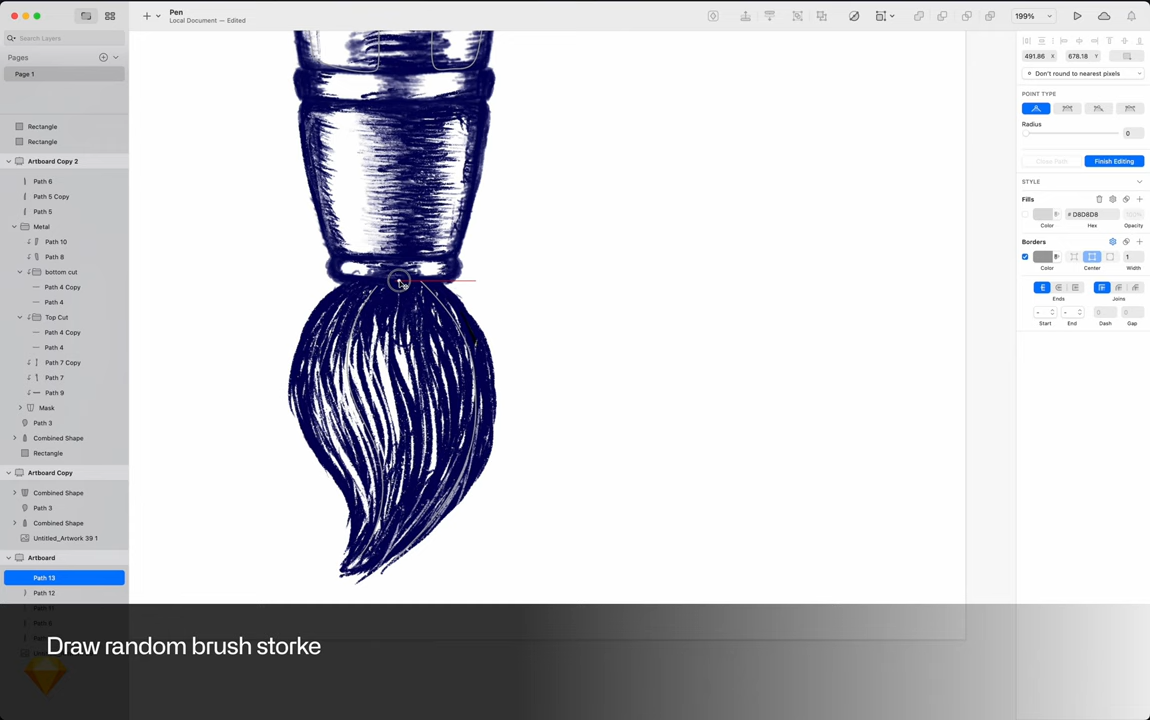 Pen
Local Document — Edited
199%
Search Layers
Pages
Page 1
Rectangle
Rectangle
Artboard Copy 2
Path 6
Path 5 Copy
Path 5
Metal
Path 10
Path 8
bottom cut
Path 4 Copy
Path 4
Top Cut
Path 4 Copy
Path 4
Path 7 Copy
Path 7
Path 9
Mask
Path 3
Combined Shape
Rectangle
Artboard Copy
Combined Shape
Path 3
Combined Shape
Untitled_Artwork 39 1
Artboard
Path 13
Path 12
491.86 X 678.18 Y
Don't round to nearest pixels
POINT TYPE
Radius
0
Close Path Finish Editing
STYLE
Fills
# D8D8D8 100%
Color Hex Opacity
Borders
1
Color Center Width
Ends Joins
- - 0 0
Start End Dash Gap
Draw random brush storke